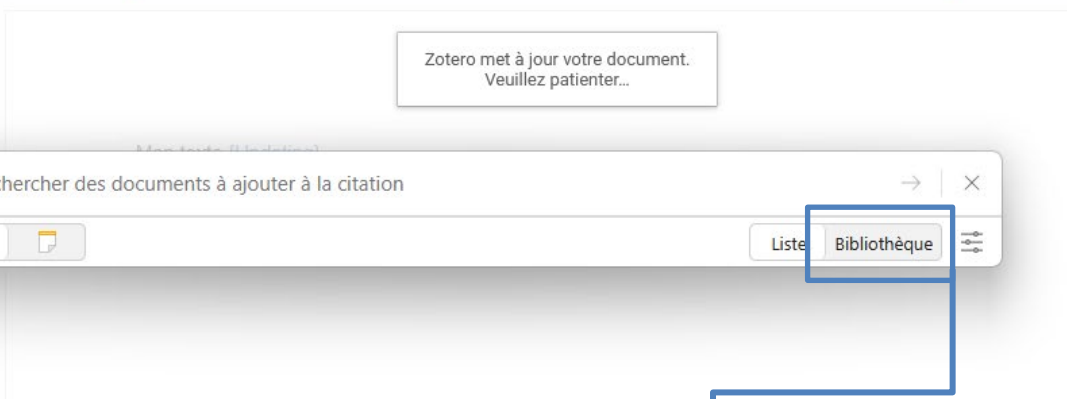 Zotero met à jour votre document.
Veuillez patienter…
chercher des documents à ajouter à la citation
Liste Bibliothèque